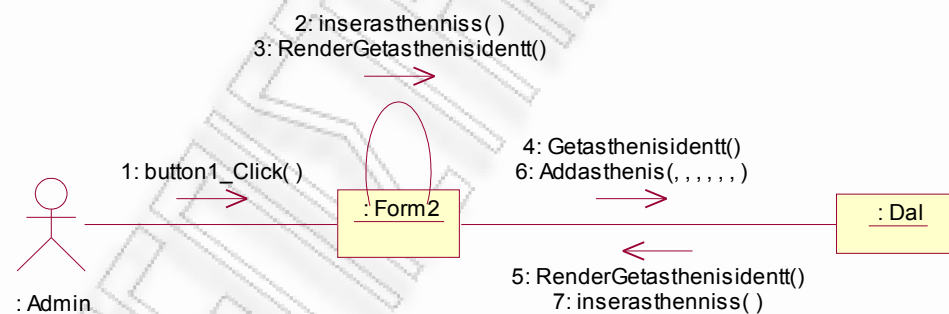 2: inserasthenniss( )
3: RenderGetasthenisidentt()
1: button1_Click( )
4: Getasthenisidentt()
6: Addasthenis(, , , , , , )
: Form2
: Dal
5: RenderGetasthenisidentt()
7: inserasthenniss( )
: Admin